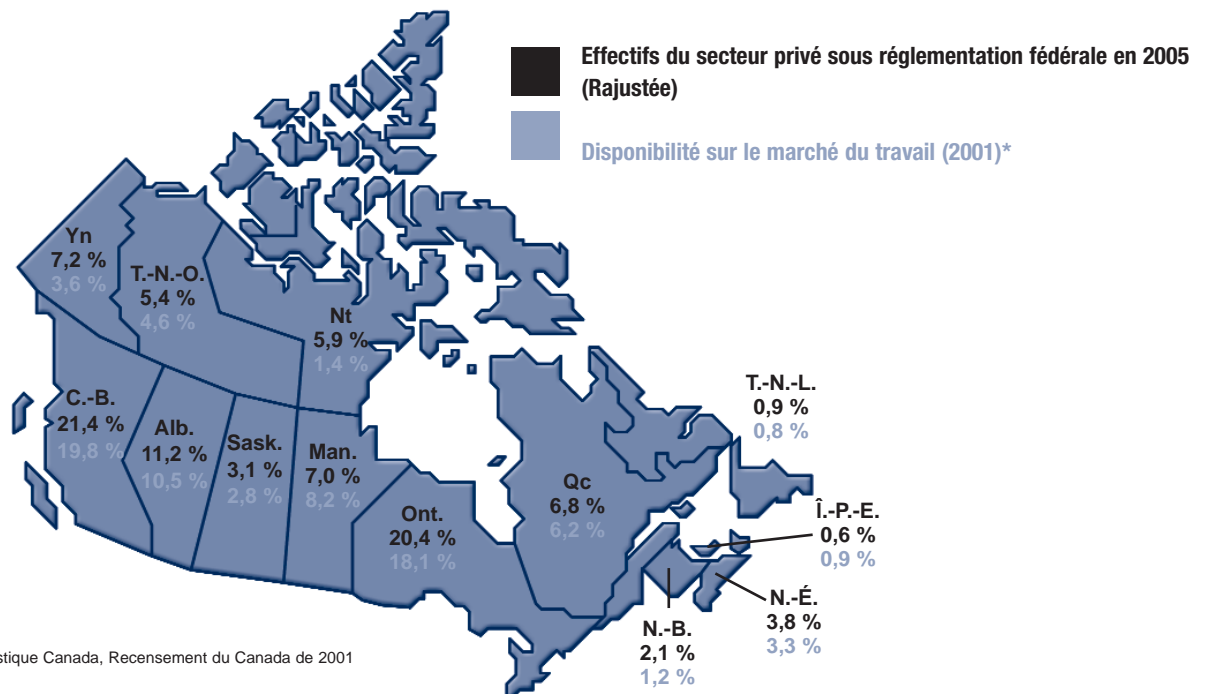 Effectifs du secteur privé sous réglementation fédérale en 2005
(Rajustée)
Disponibilité sur le marché du travail (2001)*
Yn
7,2 %
3,6 %
T.-N.-O.
5,4 %
4,6 %
Nt
5,9 %
1,4 %
C.-B.
21,4 %
19,8 %
Alb.
11,2 %
10,5 %
Sask.
3,1 %
2,8 %
Man.
7,0 %
8,2 %
Ont.
20,4 %
18,1 %
Qc
6,8 %
6,2 %
T.-N.-L.
0,9 %
0,8 %
Î.-P.-E.
0,6 %
0,9 %
N.-É.
3,8 %
3,3 %
N.-B.
2,1 %
1,2 %
Canada, Recensement du Canada de 2001